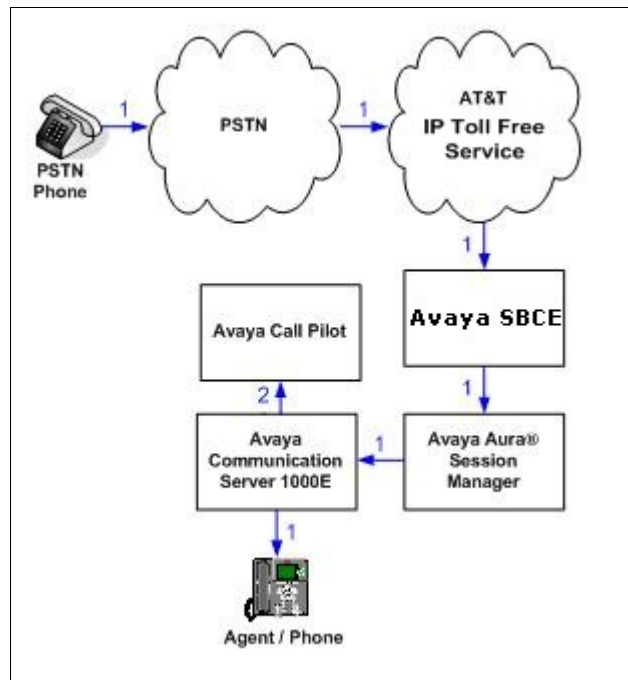 PSTN
Phone
1
PSTN
1
AT&T
IP Toll Free
Service
1
Avaya Call Pilot
Avaya SBCE
2
1
Avaya
Communication
Server 1000E
1
Avaya Aura®
Session
Manager
1
Agent / Phone